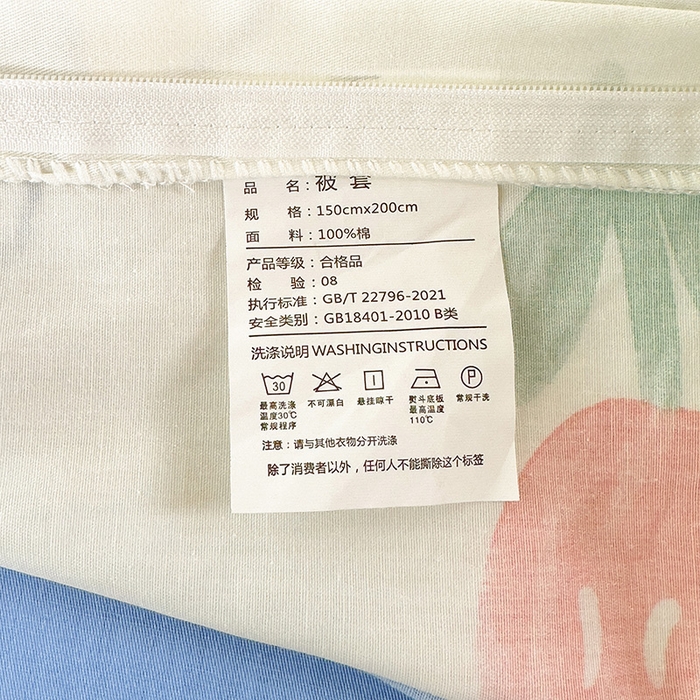 品 名：被 套
规 格：150cmx200cm
面 料：100%棉
产品等级：合格品
检 验：08
执行标准：GB/T 22796-2021
安全类别：GB18401-2010 B类
洗涤说明 WASHINGINSTRUCTIONS
30 P
最高洗涤 不可漂白 悬挂晾干 熨斗底板 常规干洗
温度30℃ 最高温度
常规程序 110℃
注意：请与其他衣物分开洗涤
除了消费者以外，任何人不能撕除这个标签